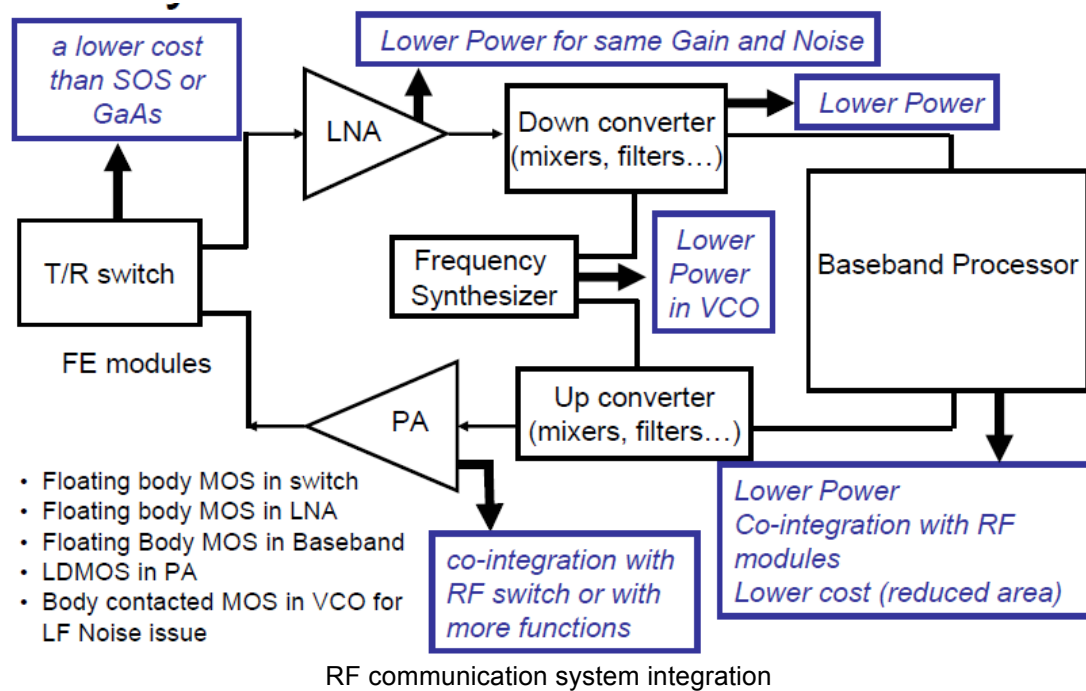 a lower cost
than SOS or
GaAs
Lower Power for same Gain and Noise
LNA
Down converter
(mixers, filters…)
Lower Power
T/R switch
Frequency
Synthesizer
Lower
Power
in VCO
Baseband Processor
FE modules
PA
Up converter
(mixers, filters…)
• Floating body MOS in switch
• Floating body MOS in LNA
• Floating Body MOS in Baseband
• LDMOS in PA
• Body contacted MOS in VCO for
LF Noise issue
co-integration with
RF switch or with
more functions
Lower Power
Co-integration with RF
modules
Lower cost (reduced area)
RF communication system integration